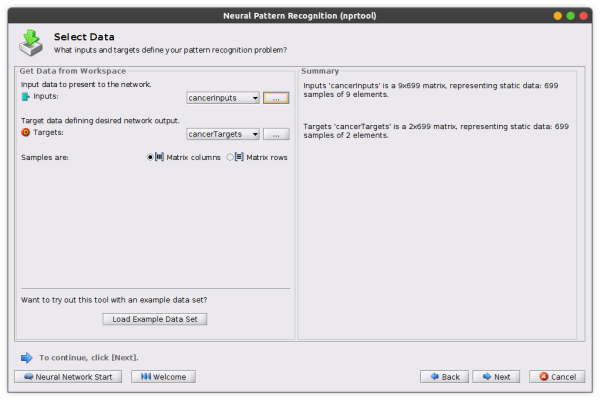 Neural Pattern Recognition (nprtool)
Select Data
What inputs and targets define your pattern recognition problem?
Get Data from Workspace
Input data to present to the network.
Inputs:
cancerInputs
...
Target data defining desired network output.
Targets:
cancerTargets
...
Samples are:
Matrix columns
Matrix rows
Want to try out this tool with an example data set?
Load Example Data Set
Summary
Inputs 'cancerInputs' is a 9x699 matrix, representing static data: 699
samples of 9 elements.
Targets 'cancerTargets' is a 2x699 matrix, representing static data: 699
samples of 2 elements.
To continue, click [Next].
Neural Network Start
Welcome
Back
Next
Cancel